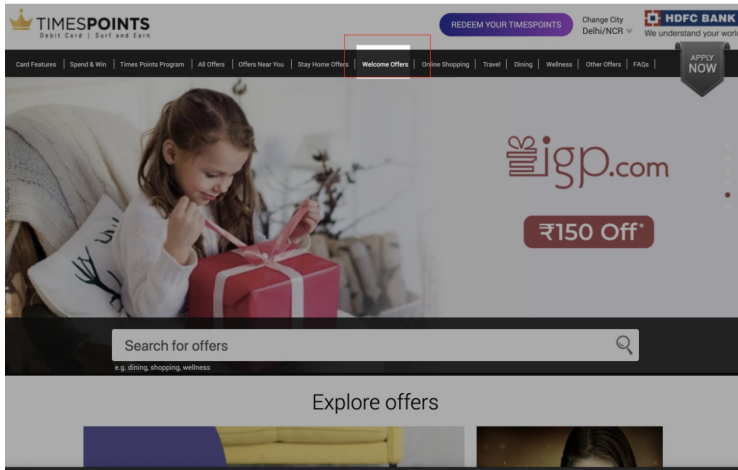 TIMESPOINTS
Debit Card | Surf and Earn
REDEEM YOUR TIMESPOINTS
Change City
Delhi/NCR
HDFC BANK
We understand your worl
Card Features | Spend & Win | Times Points Program | All Offers | Offers Near You | Stay Home Offers | Welcome Offers | Online Shopping | Travel | Dining | Wellness | Other Offers | FAQs |
APPLY
NOW
igp.com
₹150 Off*
Search for offers
e.g. dining, shopping, wellness
Explore offers